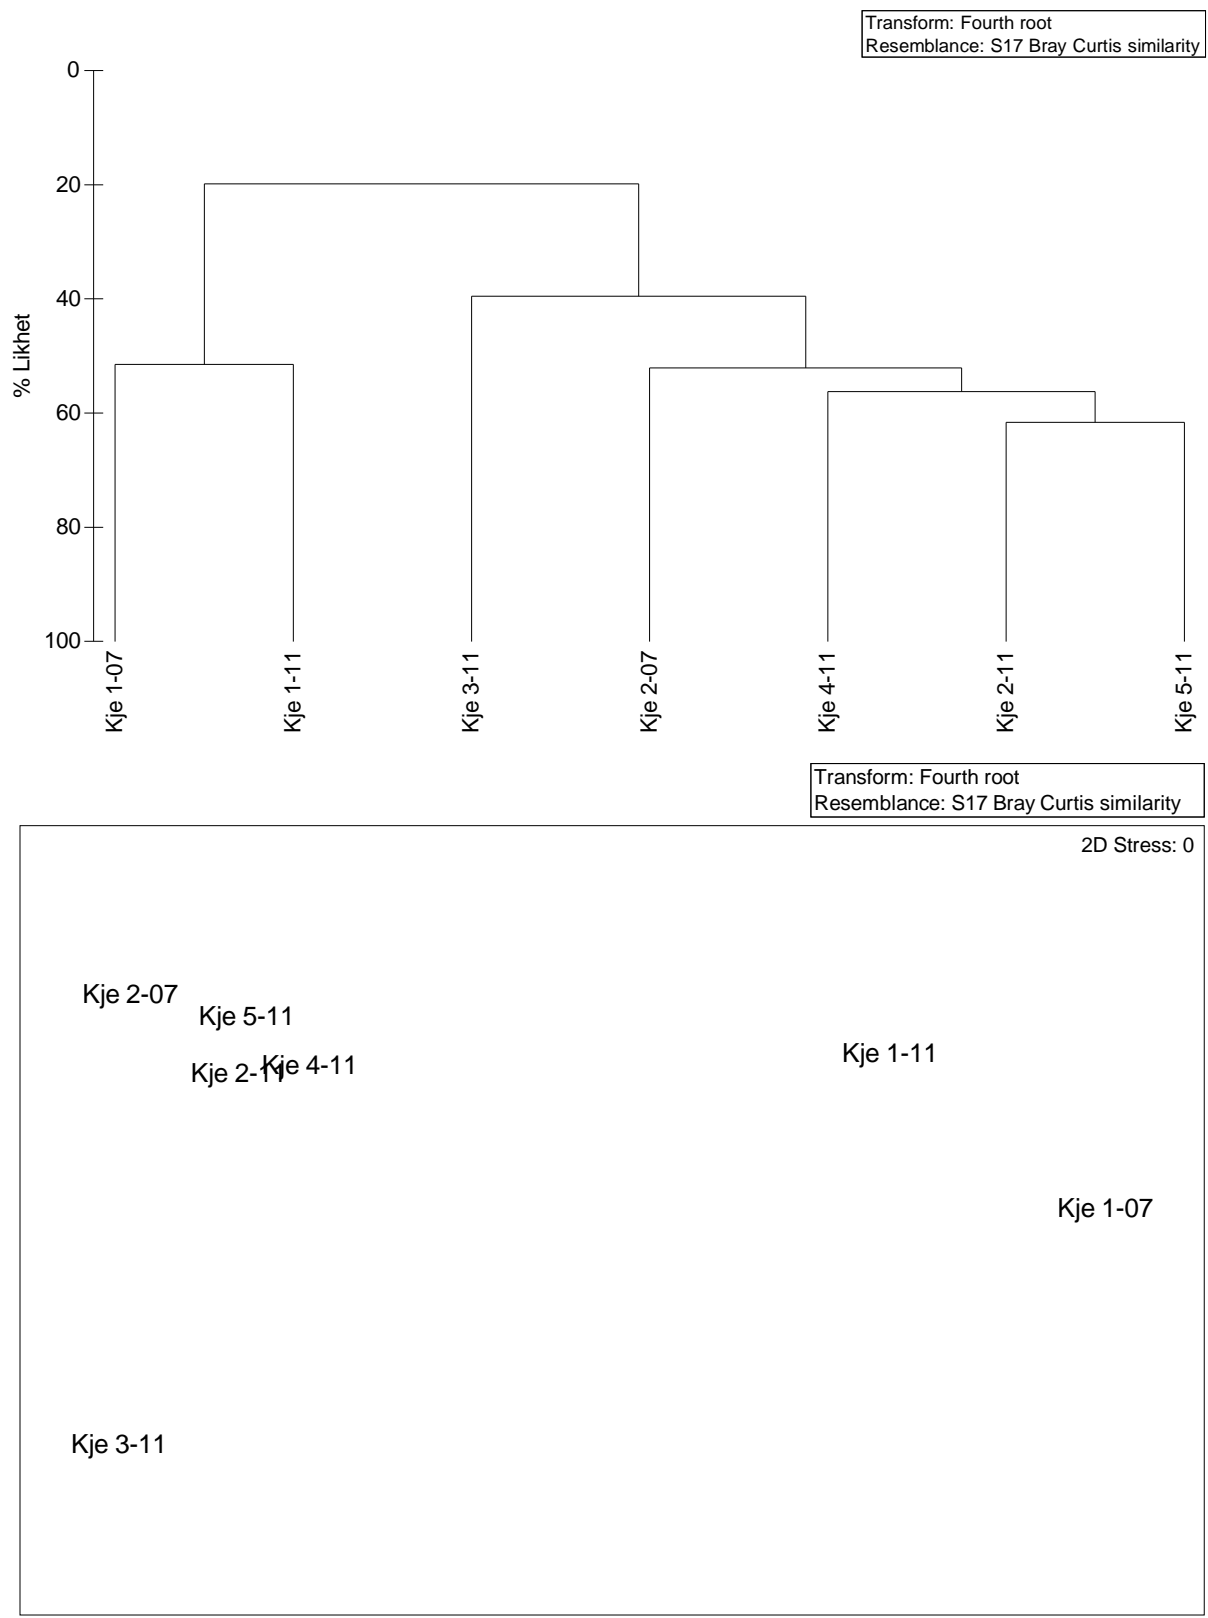 Transform: Fourth root
Resemblance: S17 Bray Curtis similarity
0
20
40
60
80
100
% Likhet
Kje 1-07
Kje 1-11
Kje 3-11
Kje 2-07
Kje 4-11
Kje 2-11
Kje 5-11
Transform: Fourth root
Resemblance: S17 Bray Curtis similarity
2D Stress: 0
Kje 2-07
Kje 5-11
Kje 4-11
Kje 2-11
Kje 1-11
Kje 1-07
Kje 3-11